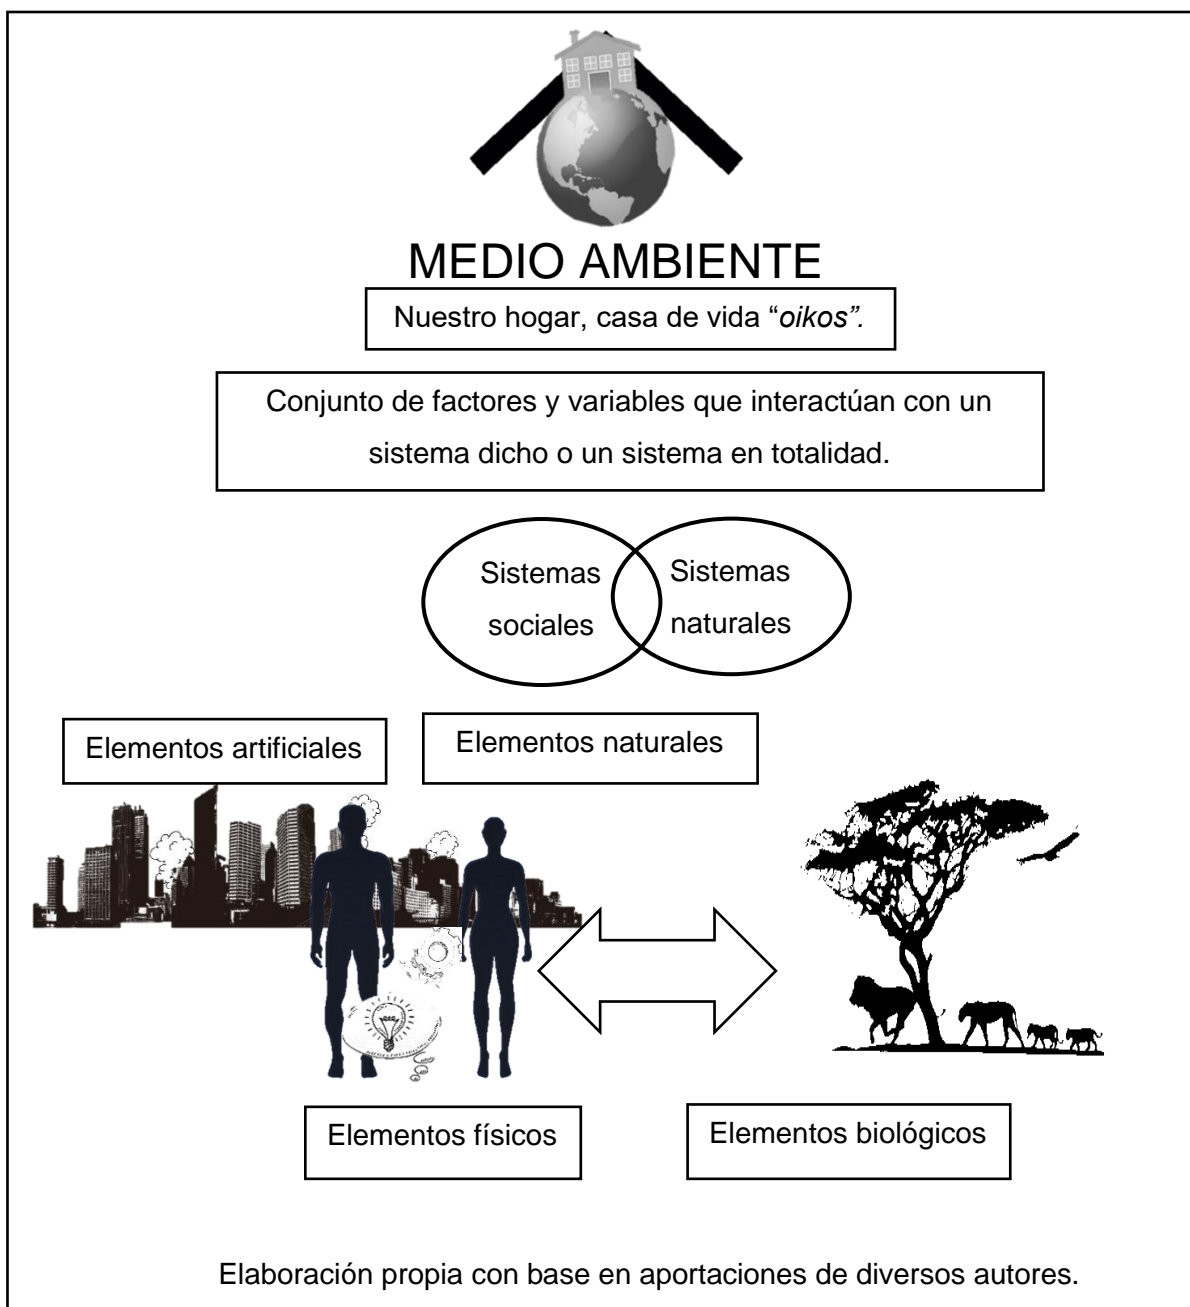 MEDIO AMBIENTE
Nuestro hogar, casa de vida “oikos”.
Conjunto de factores y variables que interactúan con un
sistema dicho o un sistema en totalidad.
Sistemas
sociales
Sistemas
naturales
Elementos artificiales
Elementos naturales
Elementos físicos
Elementos biológicos
Elaboración propia con base en aportaciones de diversos autores.